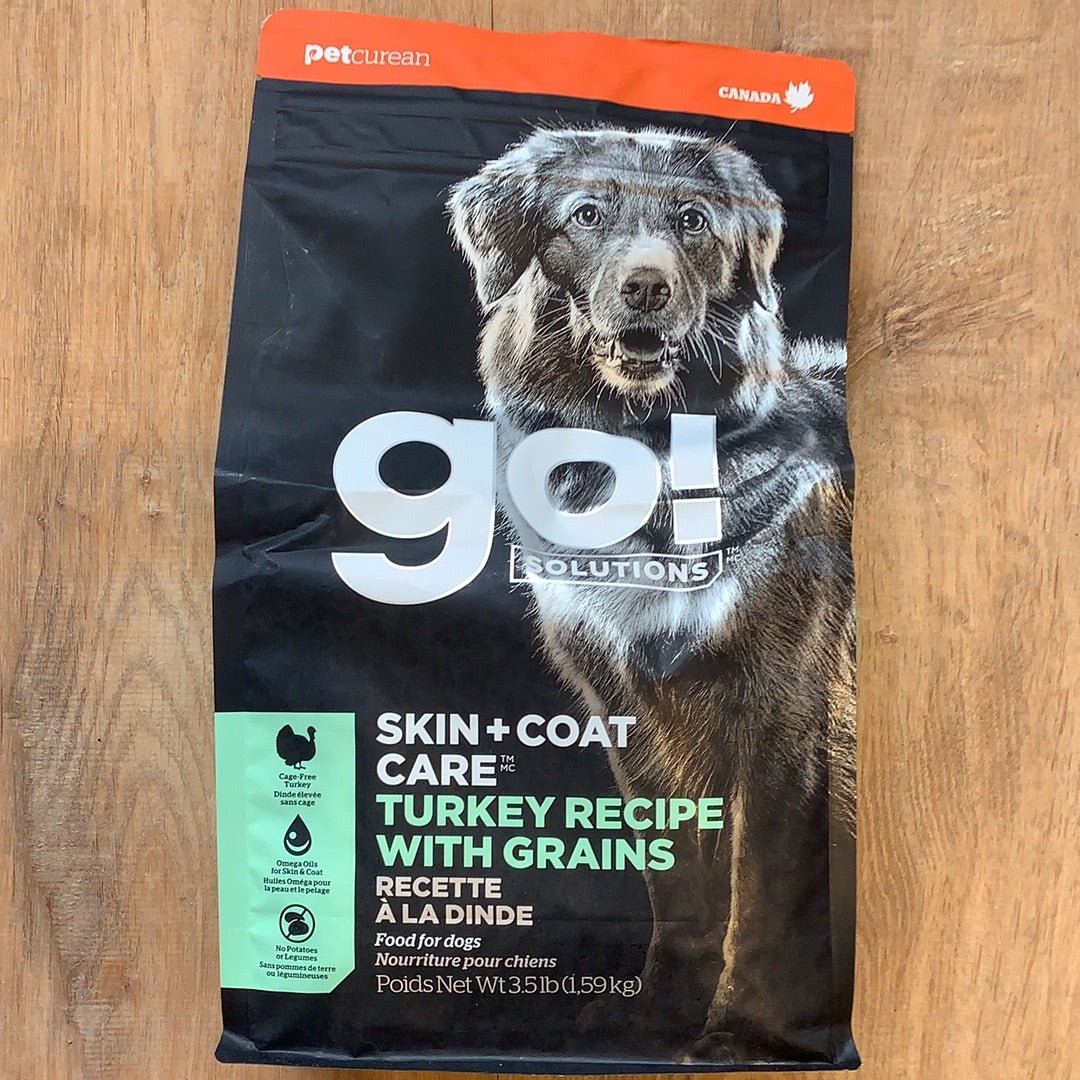 petcurean
CANADA
go!
SOLUTIONS
TM
MC
SKIN + COAT
CARE TM MC
TURKEY RECIPE
WITH GRAINS
RECETTE
À LA DINDE
Food for dogs
Nourriture pour chiens
Poids Net Wt 3.5 lb (1,59 kg)
Cage-Free
Turkey
Dinde élevée
sans cage
Omega Oils
for Skin & Coat
Huiles Oméga pour
la peau et le pelage
No Potatoes
or Legumes
Sans pommes de terre
ou légumineuses